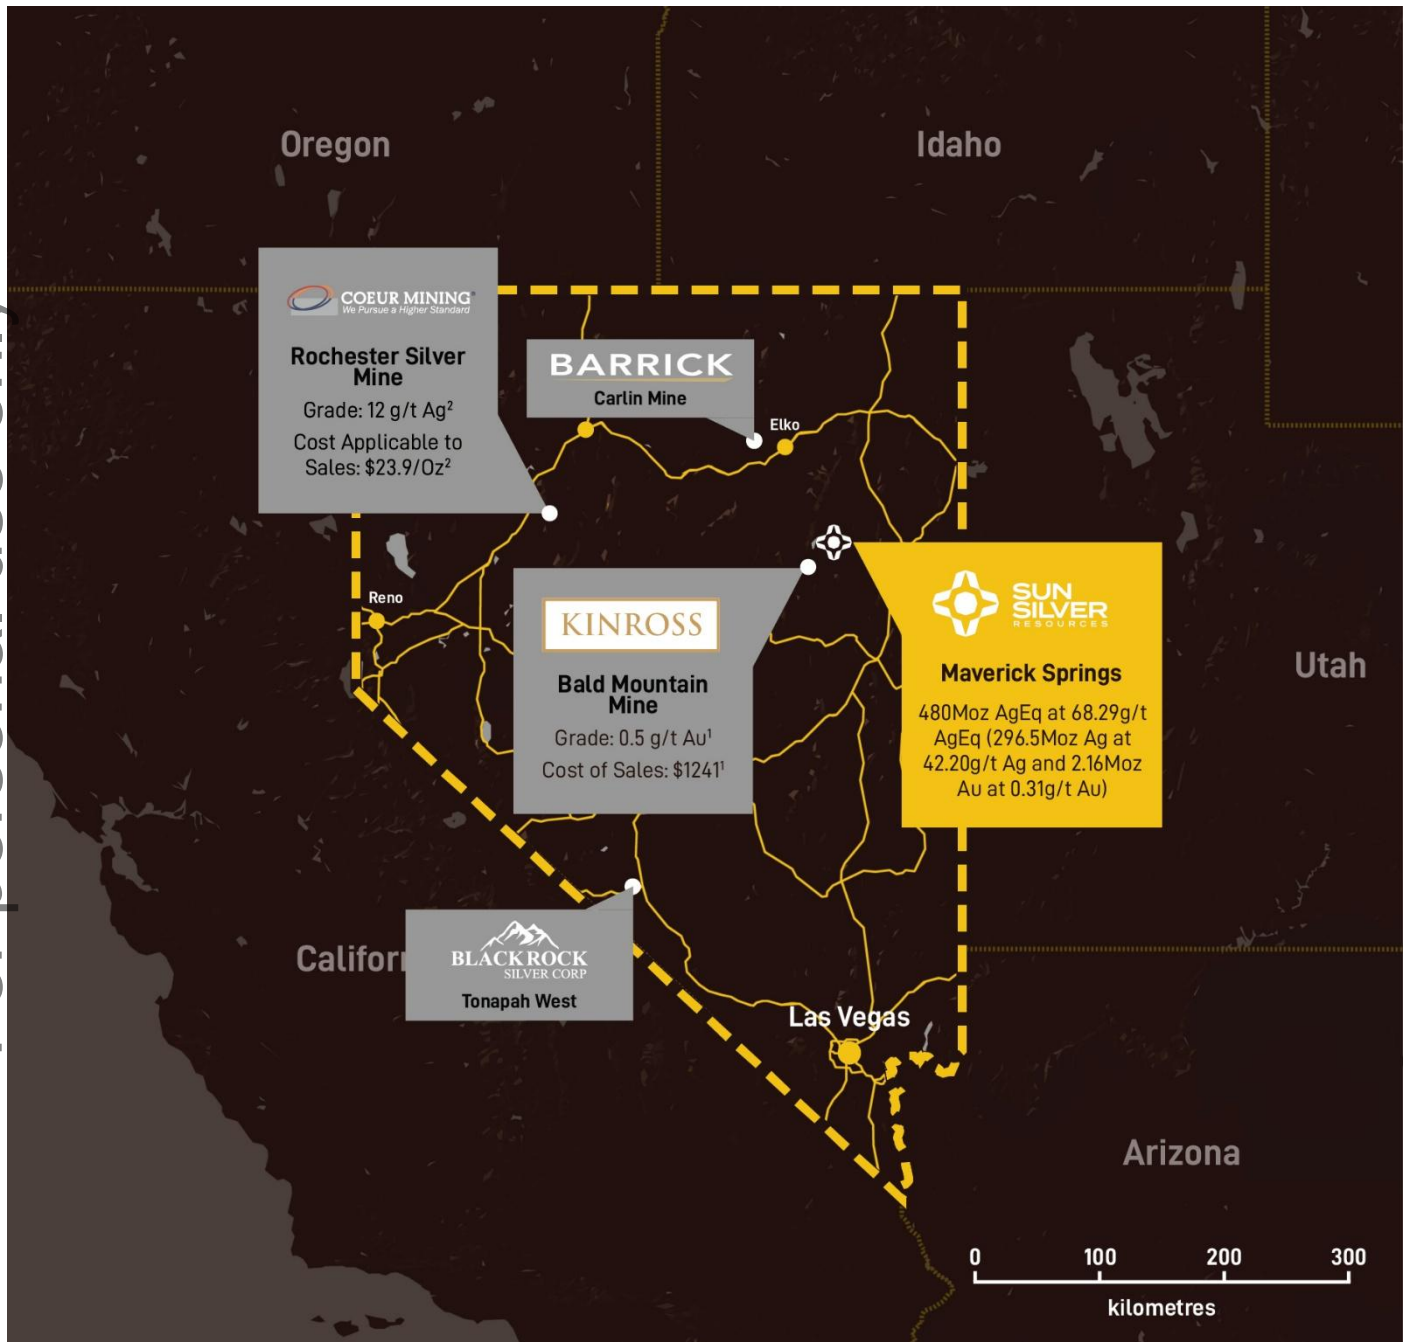 Oregon
Idaho
COEUR MINING
We Pursue a Higher Standard
Rochester Silver
Mine
Grade: 12 g/t Ag²
Cost Applicable to
Sales: $23.9/Oz²
BARRICK
Carlin Mine
Elko
Reno
KINROSS
Bald Mountain
Mine
Grade: 0.5 g/t Au¹
Cost of Sales: $1241¹
SUN
SILVER
RESOURCES
Maverick Springs
480Moz AgEq at 68.29g/t
AgEq (296.5Moz Ag at
42.20g/t Ag and 2.16Moz
Au at 0.31g/t Au)
Utah
Califor
BLACKROCK
SILVER CORP
Tonapah West
Las Vegas
Arizona
0 100 200 300
kilometres